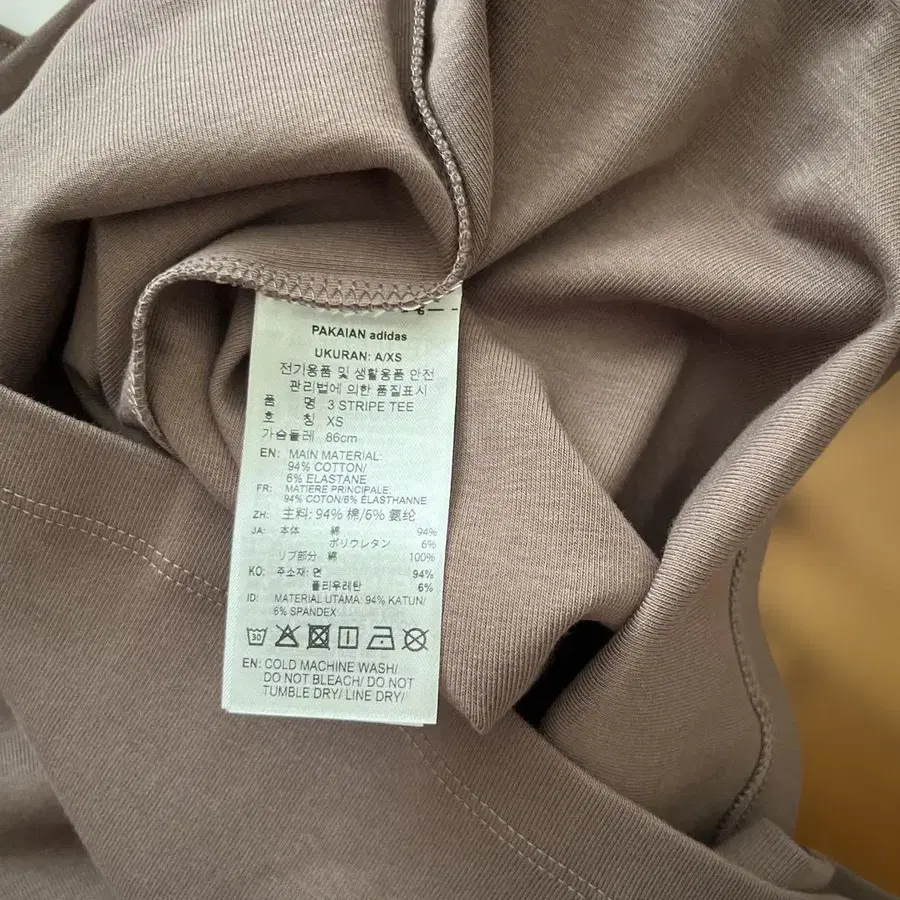 PAKAIAN adidas
UKURAN: A/XS
전기용품 및 생활용품 안전
관리법에 의한 품질표시
품 명 3 STRIPE TEE
호 칭 XS
가슴둘레 86cm
EN: MAIN MATERIAL:
94% COTTON/
6% ELASTANE
FR: MATIERE PRINCIPALE:
94% COTON/6% ÉLASTHANNE
ZH: 主料: 94% 棉/6% 氨纶
JA: 本体 綿 94%
ポリウレタン 6%
リブ部分 綿 100%
KO: 주소재: 면 94%
폴리우레탄 6%
ID: MATERIAL UTAMA: 94% KATUN/
6% SPANDEX
30
EN: COLD MACHINE WASH/
DO NOT BLEACH/ DO NOT
TUMBLE DRY/ LINE DRY/